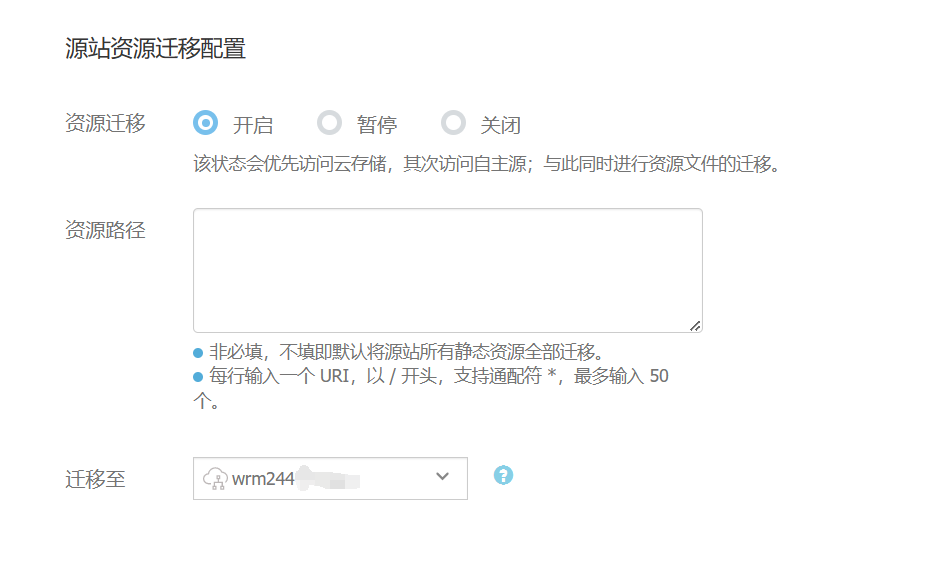 源站资源迁移配置
资源迁移 开启 暂停 关闭
该状态会优先访问云存储，其次访问自主源；与此同时进行资源文件的迁移。
资源路径
非必填，不填即默认将源站所有静态资源全部迁移。
每行输入一个 URI，以 / 开头，支持通配符 *，最多输入 50
个。
迁移至 wrm244